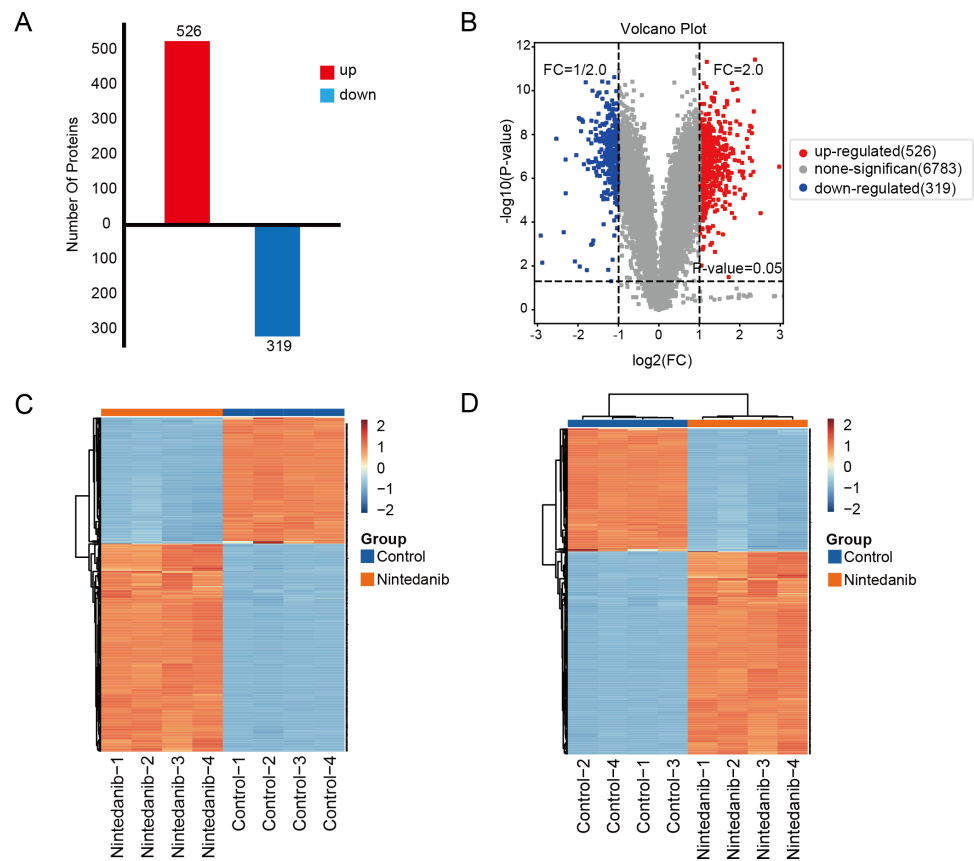 A
526
500
400
300
200
100
0
100
200
300
319
Number Of Proteins
up
down
B
Volcano Plot
FC=1/2.0
FC=2.0
P-value=0.05
12
10
8
6
4
2
0
-log10(P-value)
-3
-2
-1
0
1
2
3
log2(FC)
up-regulated(526)
none-significan(6783)
down-regulated(319)
C
2
1
0
−1
−2
Group
Control
Nintedanib
Nintedanib−1
Nintedanib−2
Nintedanib−3
Nintedanib−4
Control−1
Control−2
Control−3
Control−4
D
2
1
0
−1
−2
Group
Control
Nintedanib
Control−2
Control−4
Control−1
Control−3
Nintedanib−1
Nintedanib−2
Nintedanib−3
Nintedanib−4